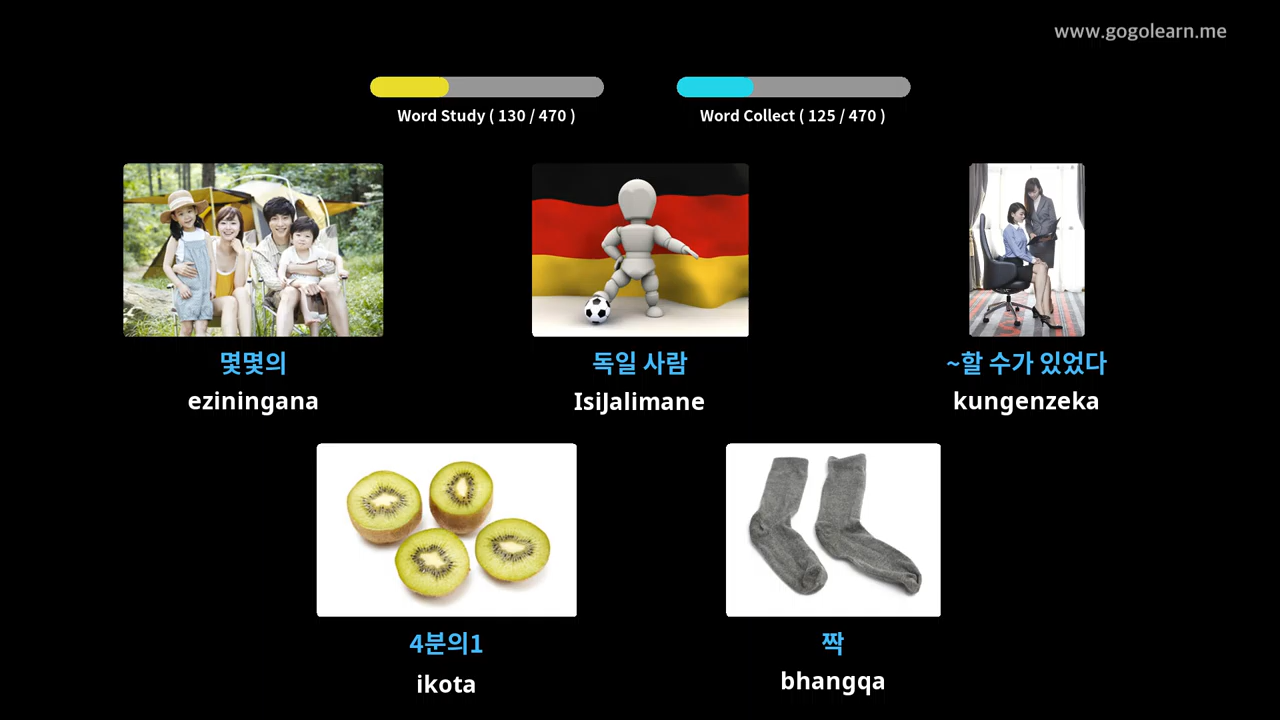 www.gogolearn.me
Word Study ( 130 / 470 )
Word Collect ( 125 / 470 )
몇몇의
eziningana
독일 사람
IsiJalimane
~할 수가 있었다
kungenzeka
4분의1
ikota
짝
bhangqa